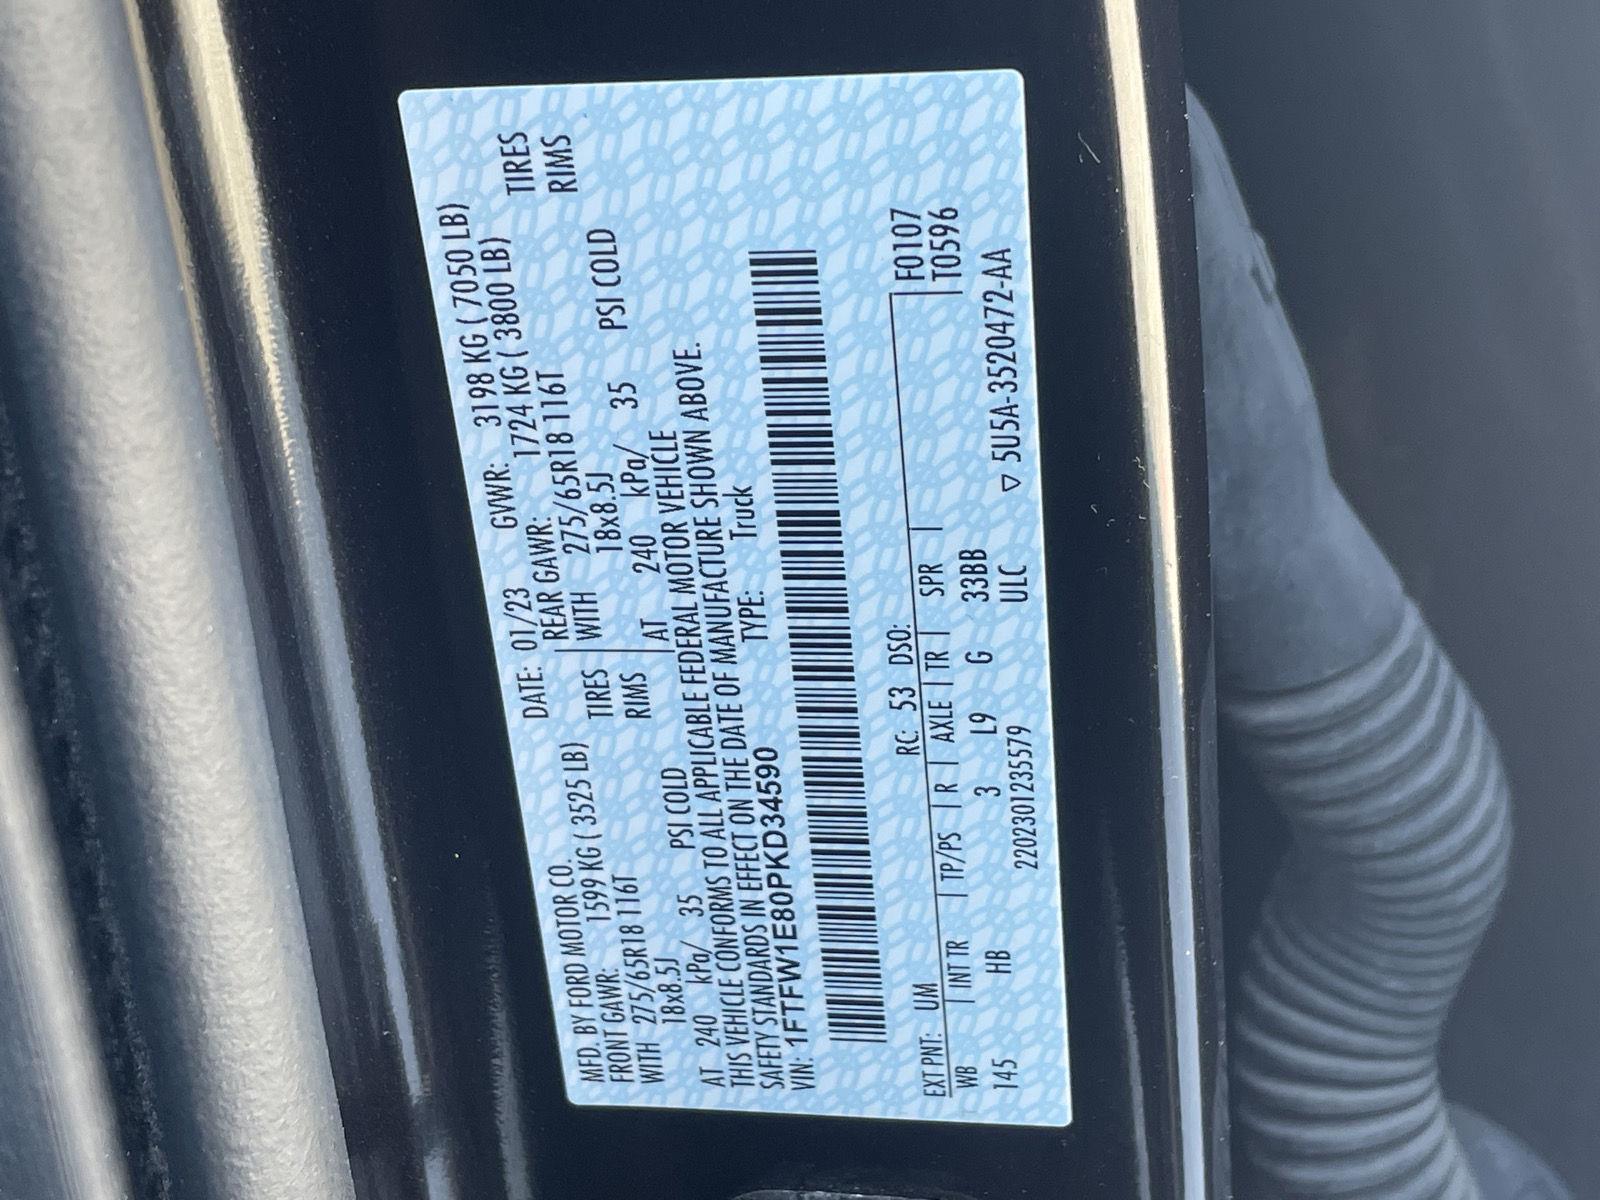 MFD. BY FORD MOTOR CO.
DATE: 01/23 GVWR: 3198 KG ( 7050 LB)
FRONT GAWR: 1599 KG ( 3525 LB) REAR GAWR: 1724 KG ( 3800 LB)
WITH 275/65R18 116T TIRES WITH 275/65R18 116T TIRES
18x8.5J RIMS 18x8.5J RIMS
AT 240 kPa/ 35 PSI COLD AT 240 kPa/ 35 PSI COLD
THIS VEHICLE CONFORMS TO ALL APPLICABLE FEDERAL MOTOR VEHICLE
SAFETY STANDARDS IN EFFECT ON THE DATE OF MANUFACTURE SHOWN ABOVE.
VIN: 1FTFW1E80PKD34590 TYPE: Truck
EXT PNT: UM RC: 53 DSO: F0107
WB INT TR TP/PS R AXLE TR SPR T0596
145 HB 3 L9 G 33BB
2202301235579 ULC ▽ 5U5A-3520472-AA